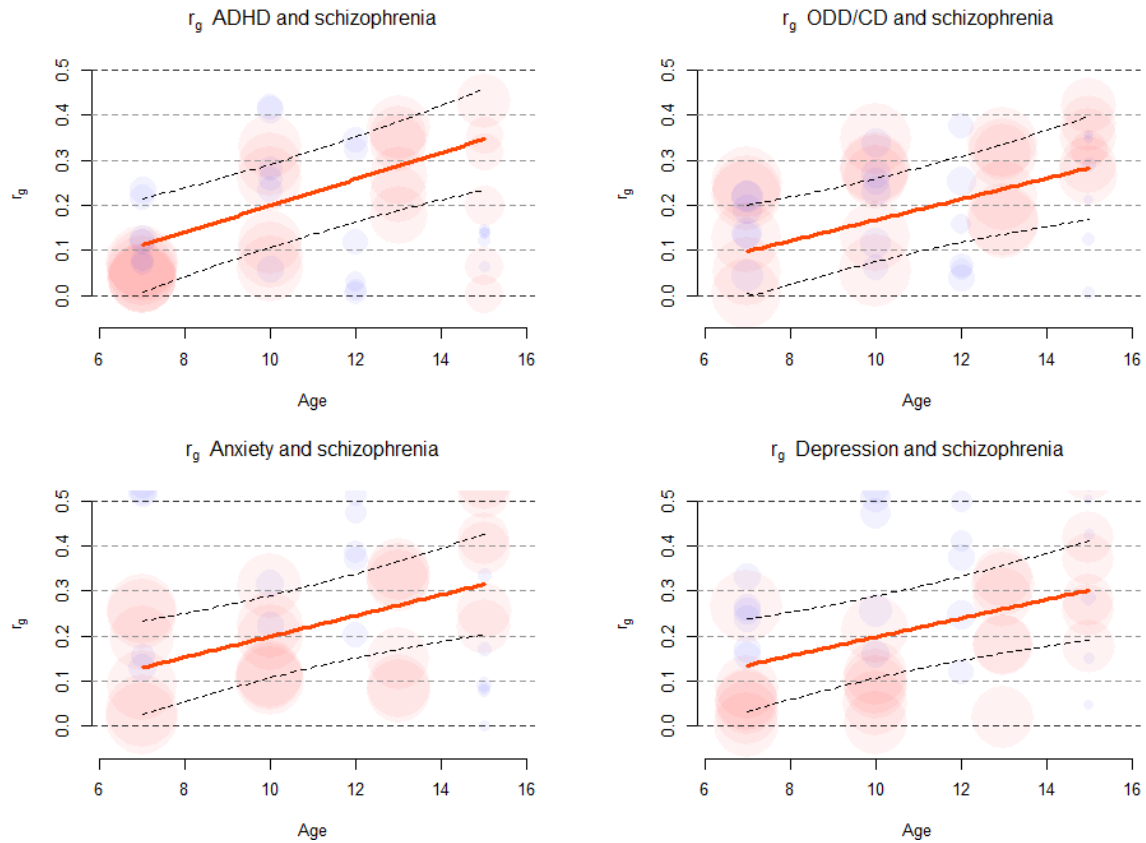 r_g ADHD and schizophrenia
r_g
0.5
0.4
0.3
0.2
0.1
0.0
6 8 10 12 14 16
Age
r_g ODD/CD and schizophrenia
r_g
0.5
0.4
0.3
0.2
0.1
0.0
6 8 10 12 14 16
Age
r_g Anxiety and schizophrenia
r_g
0.5
0.4
0.3
0.2
0.1
0.0
6 8 10 12 14 16
Age
r_g Depression and schizophrenia
r_g
0.5
0.4
0.3
0.2
0.1
0.0
6 8 10 12 14 16
Age